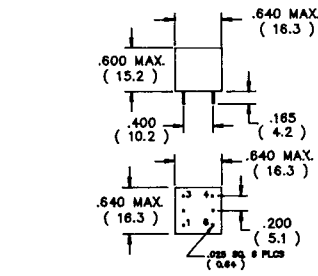 .640 MAX.
( 16.3 )
.600 MAX.
( 15.2 )
.400
( 10.2 )
.165
( 4.2 )
.640 MAX.
( 16.3 )
.640 MAX.
( 16.3 )
3 4
1 6
.200
( 5.1 )
.025 SQ. 6 PLCS
( 0.64 )